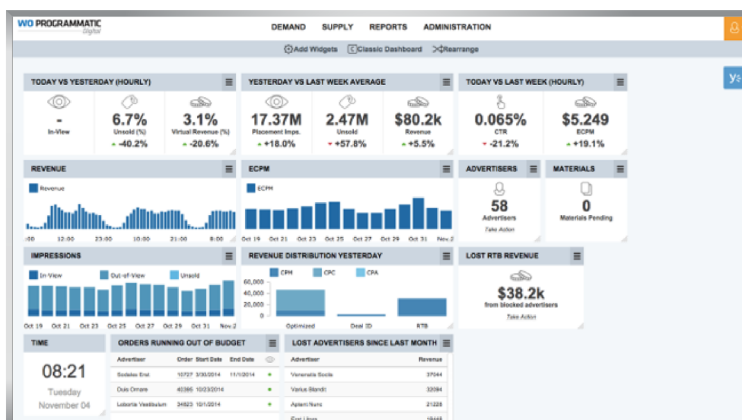 WO PROGRAMMATIC
Digital
DEMAND SUPPLY REPORTS ADMINISTRATION
Add Widgets Classic Dashboard Rearrange
TODAY VS YESTERDAY (HOURLY)
-
In-View
6.7%
Unsold (%)
-40.2%
3.1%
Virtual Revenue (%)
-20.6%
YESTERDAY VS LAST WEEK AVERAGE
17.37M
Placement Imps.
+18.0%
2.47M
Unsold
+57.8%
$80.2k
Revenue
+5.5%
TODAY VS LAST WEEK (HOURLY)
0.065%
CTR
-21.2%
$5.249
ECPM
+19.1%
REVENUE
Revenue
:00 12:00 23:00 10:00 21:00 8:00
ECPM
ECPM
Oct 19 Oct 21 Oct 23 Oct 25 Oct 27 Oct 29 Oct 31 Nov.2
ADVERTISERS
58
Advertisers
Take Action
MATERIALS
0
Materials Pending
IMPRESSIONS
In-View Out-of-View Unsold
Oct 19 Oct 21 Oct 23 Oct 25 Oct 27 Oct 29 Oct 31 Nov.2
REVENUE DISTRIBUTION YESTERDAY
CPM CPC CPA
60,000
40,000
20,000
0
Optimized Deal ID RTB
LOST RTB REVENUE
$38.2k
from blocked advertisers
Take Action
TIME
08:21
Tuesday
November 04
ORDERS RUNNING OUT OF BUDGET
Advertiser Order Start Date End Date
Sodales Erat 10727 3/30/2014 11/1/2014
Duis Ornare 40395 10/23/2014
Lobortis Vestibulum 34823 10/1/2014
LOST ADVERTISERS SINCE LAST MONTH
Advertiser Revenue
Venenatis Sociis 37044
Varius Blandit 32094
Aptent Nunc 21228